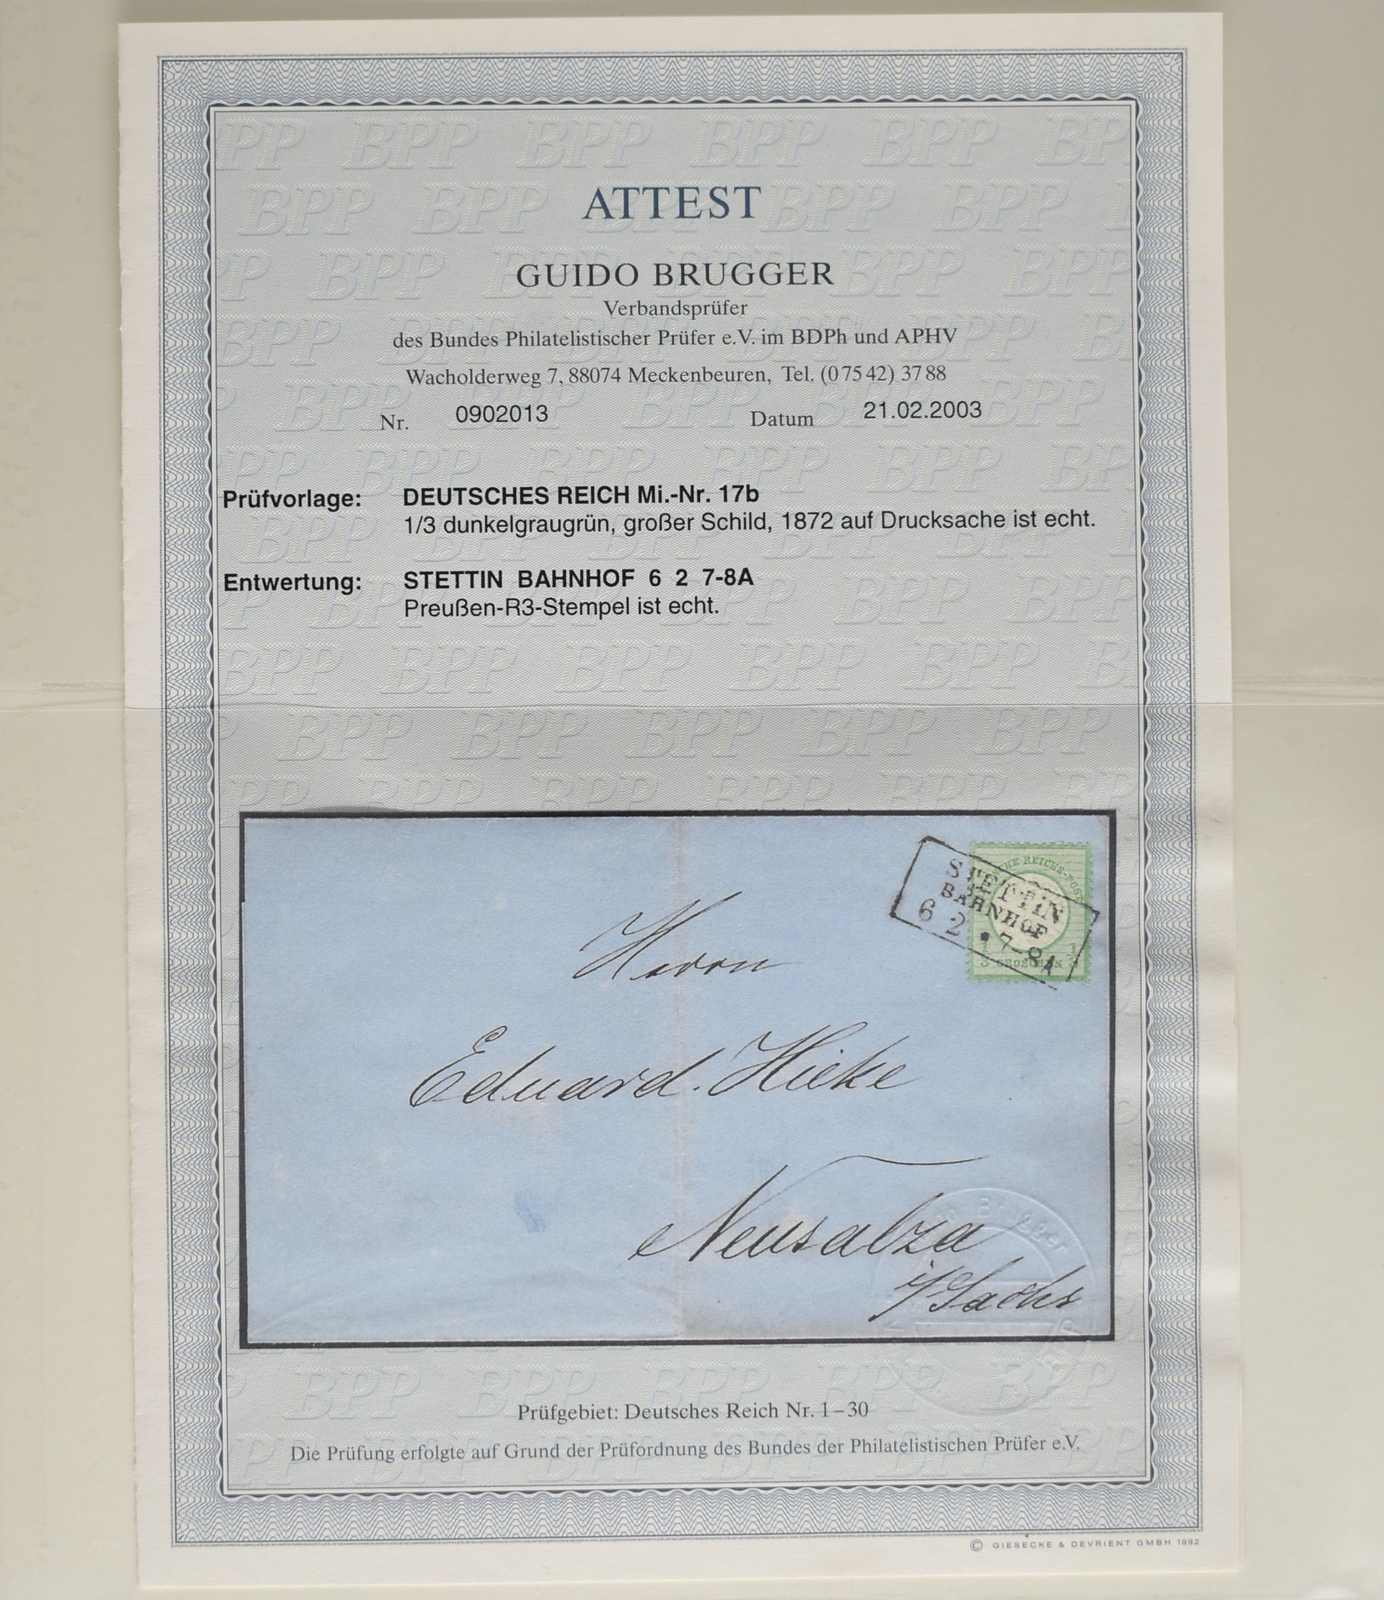 ATTEST
GUIDO BRUGGER
Verbandsprüfer
des Bundes Philatelistischer Prüfer e.V. im BDPh und APHV
Wacholderweg 7, 88074 Meckenbeuren, Tel. (0 75 42) 37 88
Nr. 0902013 Datum 21.02.2003
Prüfvorlage: DEUTSCHES REICH Mi.-Nr. 17b
1/3 dunkelgraugrün, großer Schild, 1872 auf Drucksache ist echt.
Entwertung: STETTIN BAHNHOF 6 2 7-8A
Preußen-R3-Stempel ist echt.
STETTIN
BAHNHOF
6 2 • 7-8A
Herrn
Eduard Hieke
Neusalza
i/Sachs
Prüfgebiet: Deutsches Reich Nr. 1–30
Die Prüfung erfolgte auf Grund der Prüfordnung des Bundes der Philatelistischen Prüfer e.V.
© GIESECKE & DEVRIENT GMBH 1992